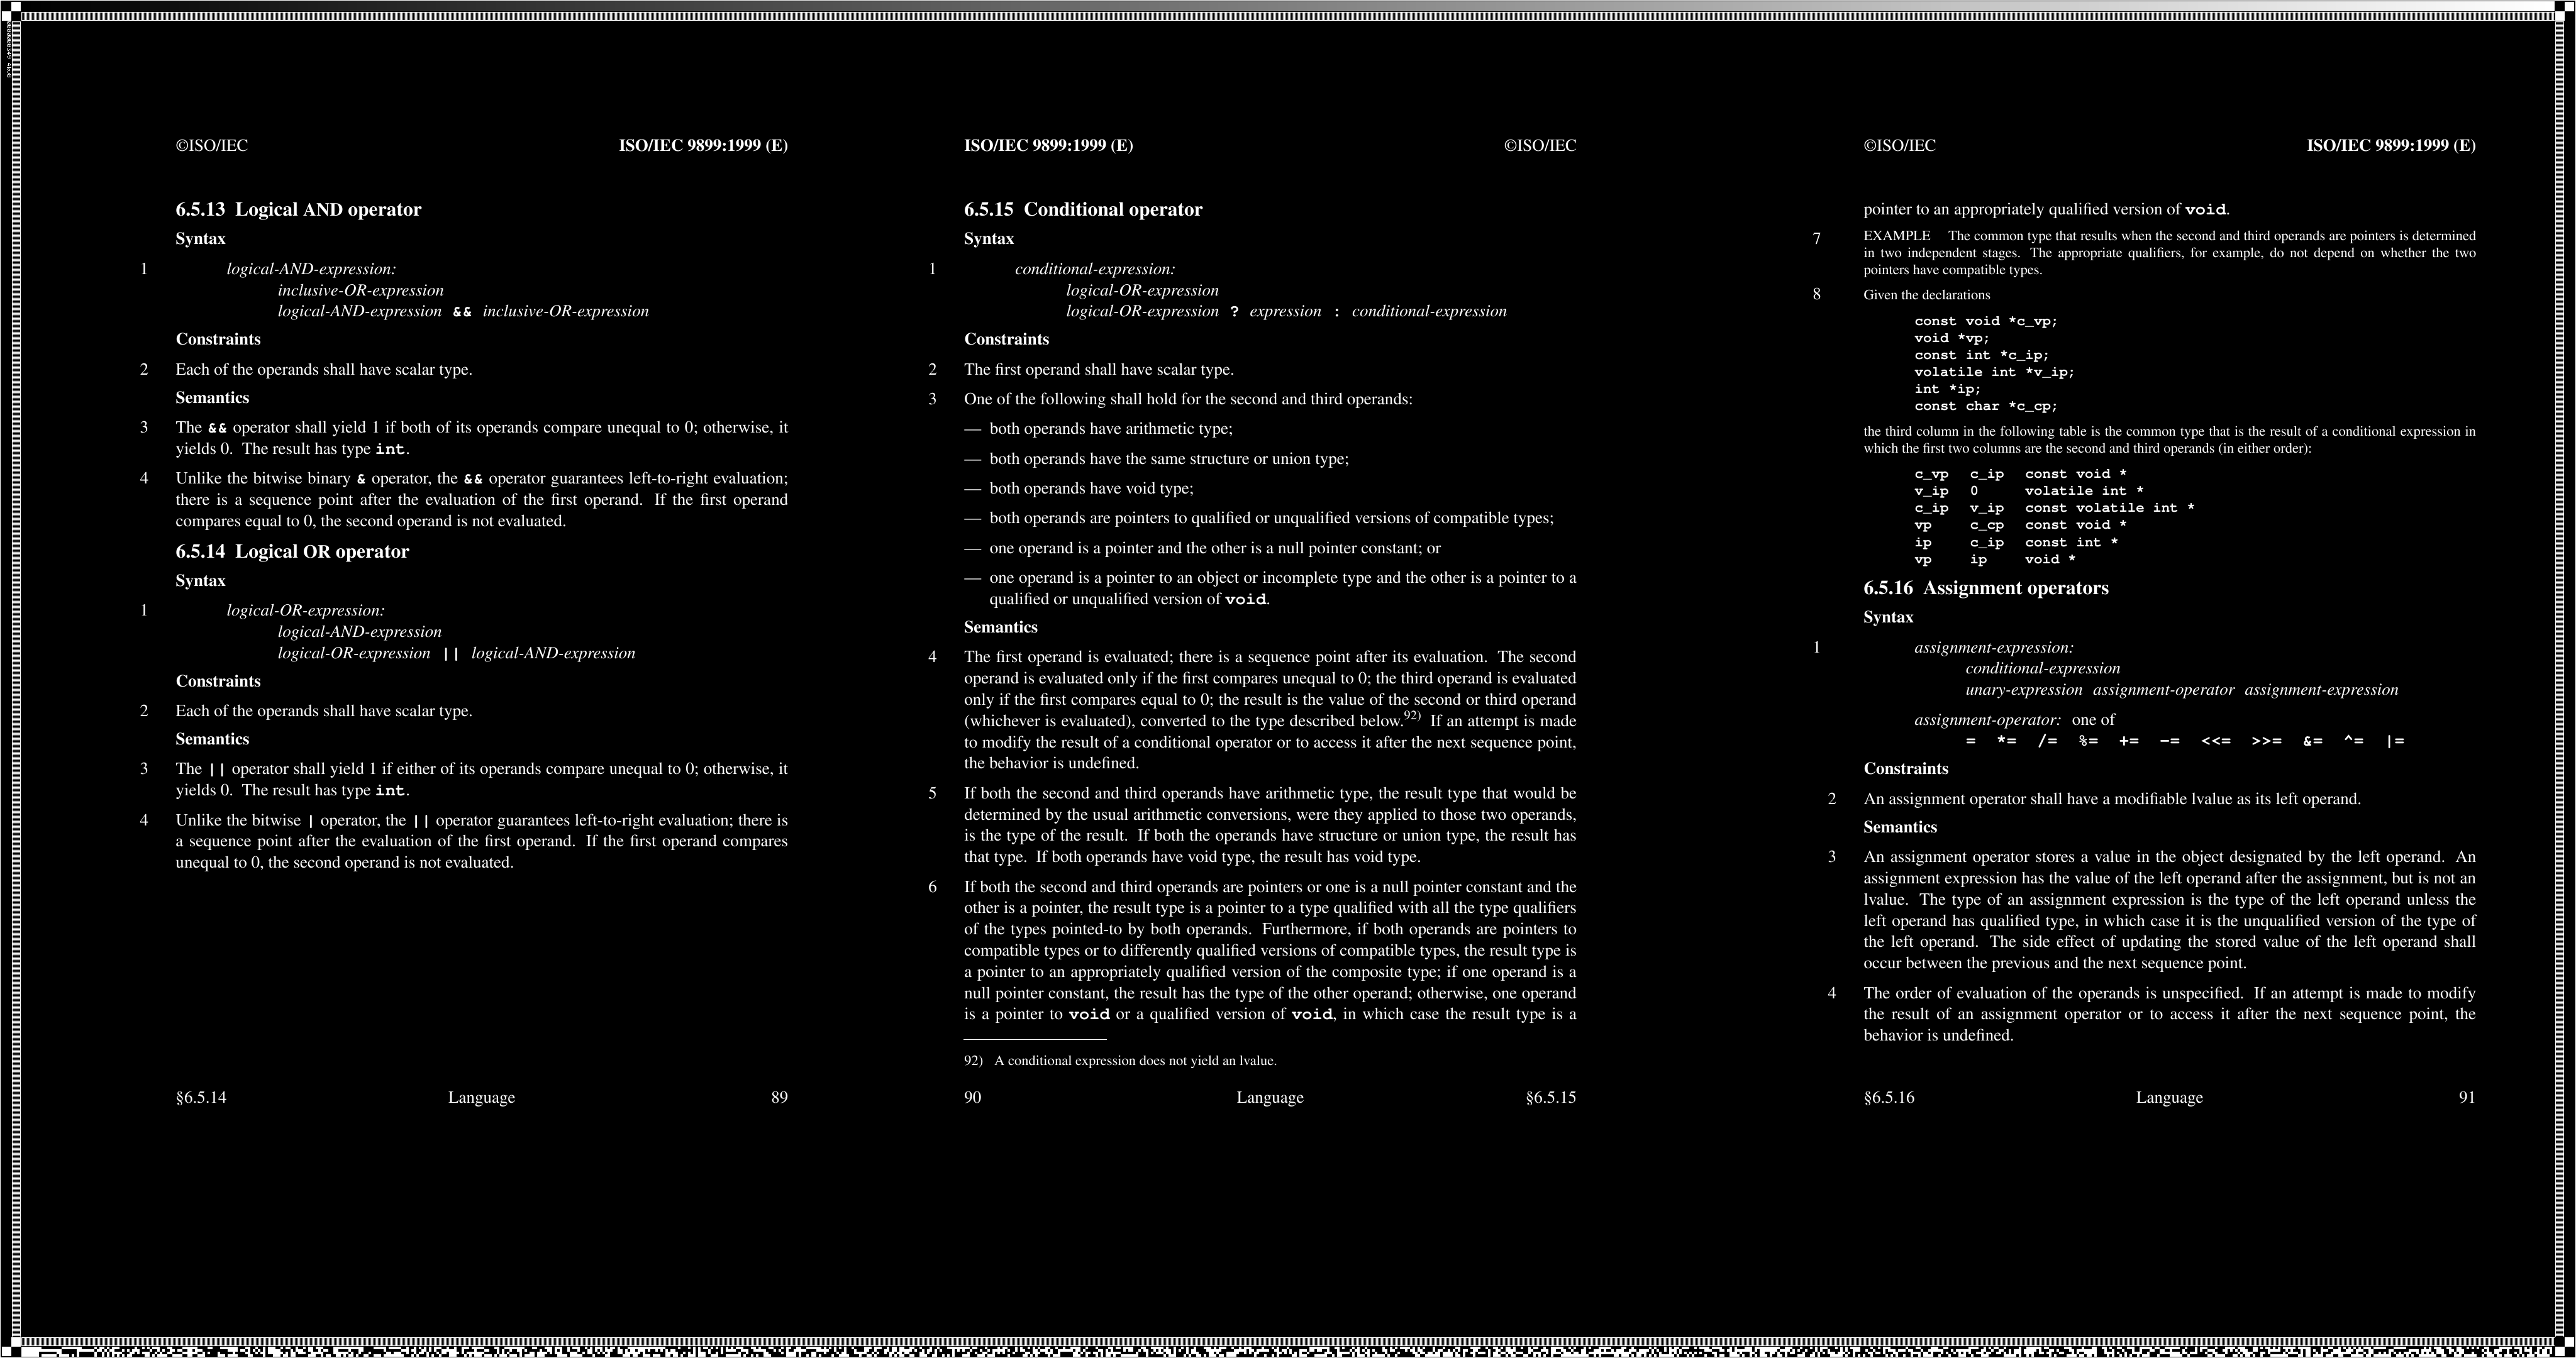 ©ISO/IEC ISO/IEC 9899:1999 (E)
6.5.13 Logical AND operator
Syntax
1 logical-AND-expression:
inclusive-OR-expression
logical-AND-expression && inclusive-OR-expression
Constraints
2 Each of the operands shall have scalar type.
Semantics
3 The && operator shall yield 1 if both of its operands compare unequal to 0; otherwise, it
yields 0. The result has type int.
4 Unlike the bitwise binary & operator, the && operator guarantees left-to-right evaluation;
there is a sequence point after the evaluation of the first operand. If the first operand
compares equal to 0, the second operand is not evaluated.
6.5.14 Logical OR operator
Syntax
1 logical-OR-expression:
logical-AND-expression
logical-OR-expression || logical-AND-expression
Constraints
2 Each of the operands shall have scalar type.
Semantics
3 The || operator shall yield 1 if either of its operands compare unequal to 0; otherwise, it
yields 0. The result has type int.
4 Unlike the bitwise | operator, the || operator guarantees left-to-right evaluation; there is
a sequence point after the evaluation of the first operand. If the first operand compares
unequal to 0, the second operand is not evaluated.
§6.5.14 Language 89
ISO/IEC 9899:1999 (E) ©ISO/IEC
6.5.15 Conditional operator
Syntax
1 conditional-expression:
logical-OR-expression
logical-OR-expression ? expression : conditional-expression
Constraints
2 The first operand shall have scalar type.
3 One of the following shall hold for the second and third operands:
— both operands have arithmetic type;
— both operands have the same structure or union type;
— both operands have void type;
— both operands are pointers to qualified or unqualified versions of compatible types;
— one operand is a pointer and the other is a null pointer constant; or
— one operand is a pointer to an object or incomplete type and the other is a pointer to a
qualified or unqualified version of void.
Semantics
4 The first operand is evaluated; there is a sequence point after its evaluation. The second
operand is evaluated only if the first compares unequal to 0; the third operand is evaluated
only if the first compares equal to 0; the result is the value of the second or third operand
(whichever is evaluated), converted to the type described below.92) If an attempt is made
to modify the result of a conditional operator or to access it after the next sequence point,
the behavior is undefined.
5 If both the second and third operands have arithmetic type, the result type that would be
determined by the usual arithmetic conversions, were they applied to those two operands,
is the type of the result. If both the operands have structure or union type, the result has
that type. If both operands have void type, the result has void type.
6 If both the second and third operands are pointers or one is a null pointer constant and the
other is a pointer, the result type is a pointer to a type qualified with all the type qualifiers
of the types pointed-to by both operands. Furthermore, if both operands are pointers to
compatible types or to differently qualified versions of compatible types, the result type is
a pointer to an appropriately qualified version of the composite type; if one operand is a
null pointer constant, the result has the type of the other operand; otherwise, one operand
is a pointer to void or a qualified version of void, in which case the result type is a
92) A conditional expression does not yield an lvalue.
90 Language §6.5.15
©ISO/IEC ISO/IEC 9899:1999 (E)
pointer to an appropriately qualified version of void.
7 EXAMPLE The common type that results when the second and third operands are pointers is determined
in two independent stages. The appropriate qualifiers, for example, do not depend on whether the two
pointers have compatible types.
8 Given the declarations
const void *c_vp;
void *vp;
const int *c_ip;
volatile int *v_ip;
int *ip;
const char *c_cp;
the third column in the following table is the common type that is the result of a conditional expression in
which the first two columns are the second and third operands (in either order):
c_vp c_ip const void *
v_ip 0 volatile int *
c_ip v_ip const volatile int *
vp c_cp const void *
ip c_ip const int *
vp ip void *
6.5.16 Assignment operators
Syntax
1 assignment-expression:
conditional-expression
unary-expression assignment-operator assignment-expression
assignment-operator: one of
= *= /= %= += -= <<= >>= &= ^= |=
Constraints
2 An assignment operator shall have a modifiable lvalue as its left operand.
Semantics
3 An assignment operator stores a value in the object designated by the left operand. An
assignment expression has the value of the left operand after the assignment, but is not an
lvalue. The type of an assignment expression is the type of the left operand unless the
left operand has qualified type, in which case it is the unqualified version of the type of
the left operand. The side effect of updating the stored value of the left operand shall
occur between the previous and the next sequence point.
4 The order of evaluation of the operands is unspecified. If an attempt is made to modify
the result of an assignment operator or to access it after the next sequence point, the
behavior is undefined.
§6.5.16 Language 91